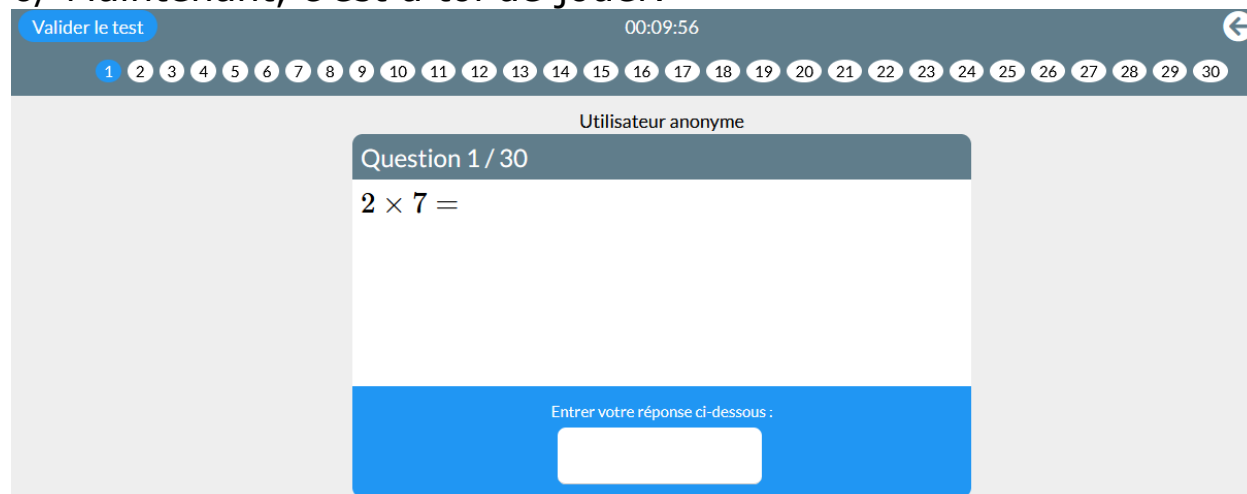 Valider le test
00:09:56
1 2 3 4 5 6 7 8 9 10 11 12 13 14 15 16 17 18 19 20 21 22 23 24 25 26 27 28 29 30
Utilisateur anonyme
Question 1 / 30
2 × 7 =
Entrer votre réponse ci-dessous :